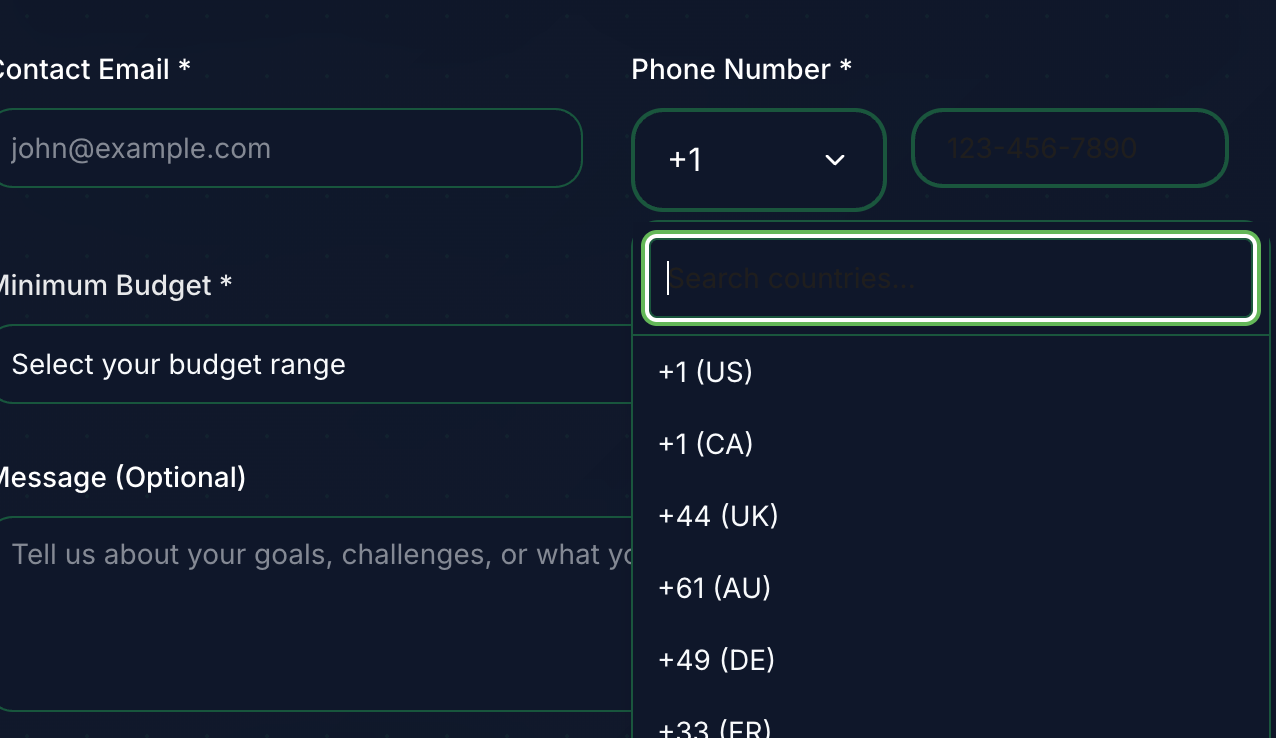 Contact Email *
john@example.com
Phone Number *
+1
123-456-7890
Search countries...
+1 (US)
+1 (CA)
+44 (UK)
+61 (AU)
+49 (DE)
+33 (FR)
Minimum Budget *
Select your budget range
Message (Optional)
Tell us about your goals, challenges, or what